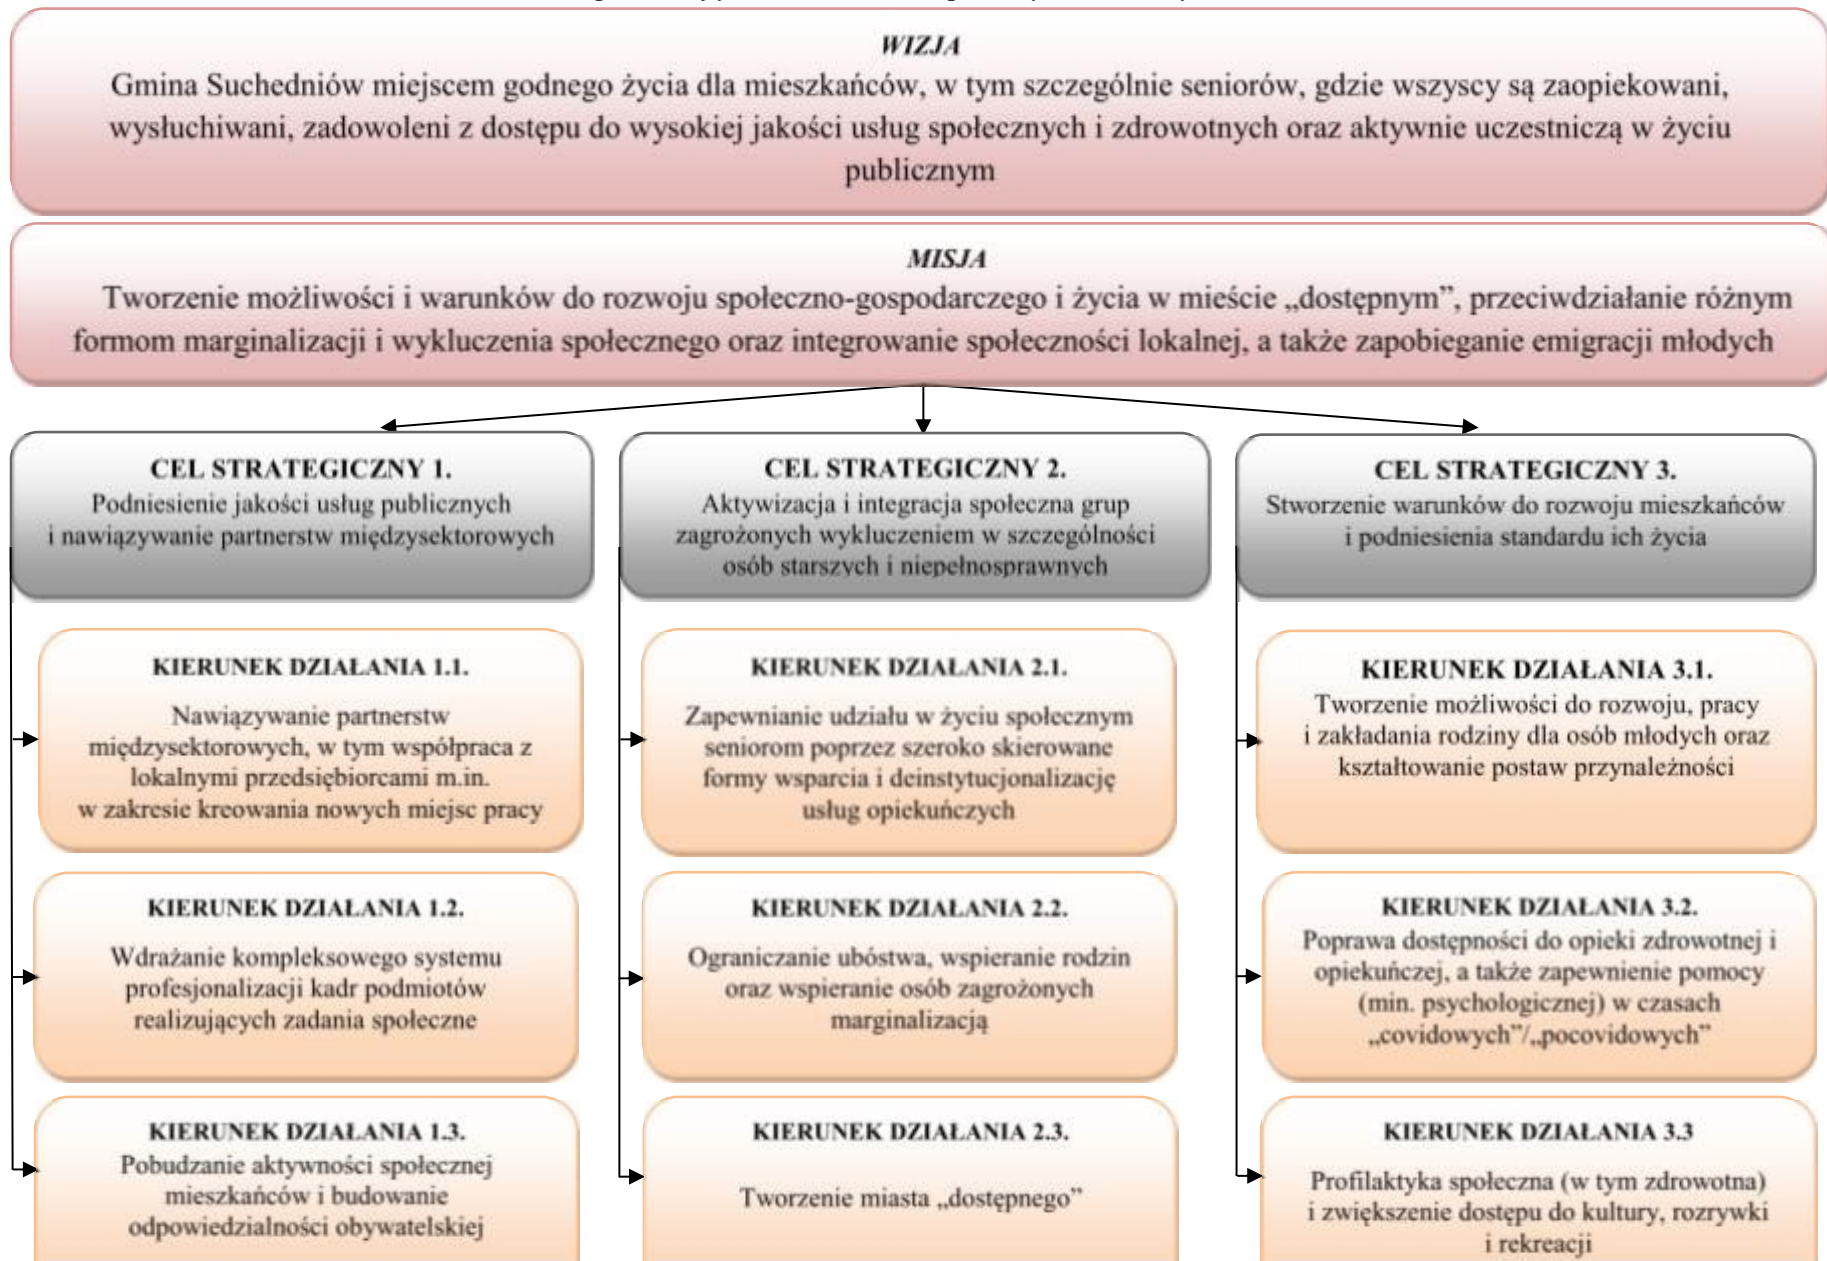 WIZJA
Gmina Suchedniów miejscem godnego życia dla mieszkańców, w tym szczególnie seniorów, gdzie wszyscy są zaopiekowani,
wysłuchiwani, zadowoleni z dostępu do wysokiej jakości usług społecznych i zdrowotnych oraz aktywnie uczestniczą w życiu
publicznym
MISJA
Tworzenie możliwości i warunków do rozwoju społeczno-gospodarczego i życia w mieście „dostępnym”, przeciwdziałanie różnym
formom marginalizacji i wykluczenia społecznego oraz integrowanie społeczności lokalnej, a także zapobieganie emigracji młodych
CEL STRATEGICZNY 1.
Podniesienie jakości usług publicznych
i nawiązywanie partnerstw międzysektorowych
CEL STRATEGICZNY 2.
Aktywizacja i integracja społeczna grup
zagrożonych wykluczeniem w szczególności
osób starszych i niepełnosprawnych
CEL STRATEGICZNY 3.
Stworzenie warunków do rozwoju mieszkańców
i podniesienia standardu ich życia
KIERUNEK DZIAŁANIA 1.1.
Nawiązywanie partnerstw
międzysektorowych, w tym współpraca z
lokalnymi przedsiębiorcami m.in.
w zakresie kreowania nowych miejsc pracy
KIERUNEK DZIAŁANIA 2.1.
Zapewnianie udziału w życiu społecznym
seniorom poprzez szeroko skierowane
formy wsparcia i deinstytucjonalizację
usług opiekuńczych
KIERUNEK DZIAŁANIA 3.1.
Tworzenie możliwości do rozwoju, pracy
i zakładania rodziny dla osób młodych oraz
kształtowanie postaw przynależności
KIERUNEK DZIAŁANIA 1.2.
Wdrażanie kompleksowego systemu
profesjonalizacji kadr podmiotów
realizujących zadania społeczne
KIERUNEK DZIAŁANIA 2.2.
Ograniczanie ubóstwa, wspieranie rodzin
oraz wspieranie osób zagrożonych
marginalizacją
KIERUNEK DZIAŁANIA 3.2.
Poprawa dostępności do opieki zdrowotnej i
opiekuńczej, a także zapewnienie pomocy
(min. psychologicznej) w czasach
„covidowych”/„pocovidowych”
KIERUNEK DZIAŁANIA 1.3.
Pobudzanie aktywności społecznej
mieszkańców i budowanie
odpowiedzialności obywatelskiej
KIERUNEK DZIAŁANIA 2.3.
Tworzenie miasta „dostępnego”
KIERUNEK DZIAŁANIA 3.3
Profilaktyka społeczna (w tym zdrowotna)
i zwiększenie dostępu do kultury, rozrywki
i rekreacji